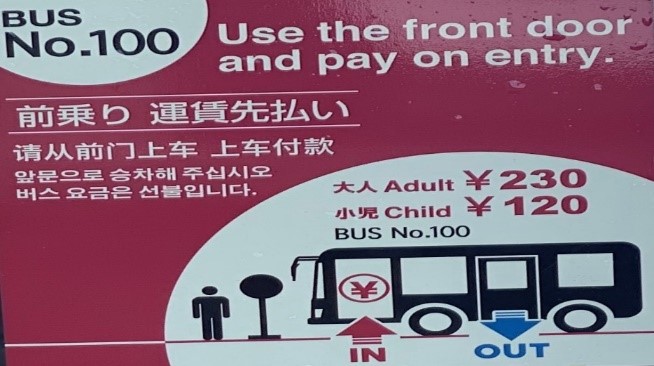 BUS
No.100
Use the front door
and pay on entry.
前乗り 運賃先払い
请从前门上车 上车付款
앞문으로 승차해 주십시오
버스 요금은 선불입니다.
大人 Adult ￥230
小児 Child ￥120
BUS No.100
￥
IN
OUT